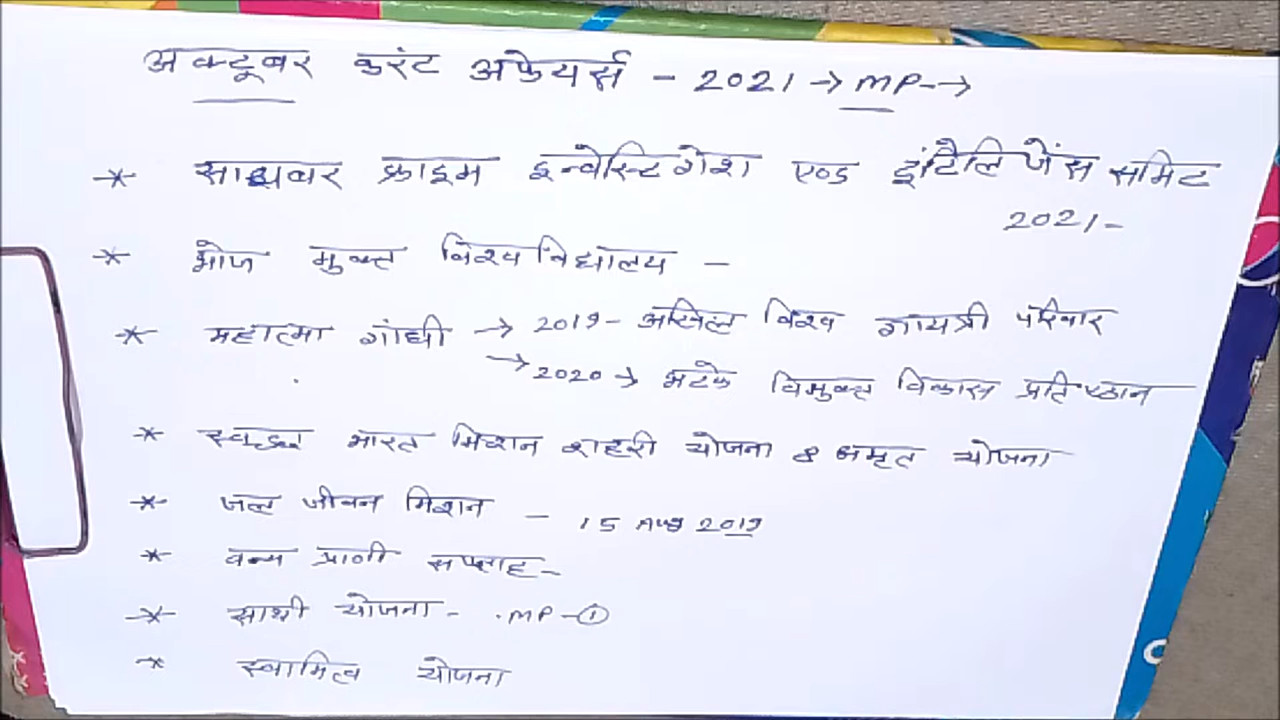 अक्टूबर करंट अफेयर्स - 2021 → MP-→
* सायबर क्राइम इन्वेस्टिगेशन एण्ड इंटैलिजेंस समिट
2021-
* भोज मुक्त विश्वविद्यालय -
* महात्मा गांधी → 2019- अखिल विश्व गायत्री परिवार
→ 2020 → भटके विमुक्त विकास प्रतिष्ठान
* स्वच्छ भारत मिशन शहरी योजना & अमृत योजना
* जल जीवन मिशन - 15 Aug 2019
* वन्य प्राणी सप्ताह-
* साथी योजना - .MP-①
* स्वामित्व योजना